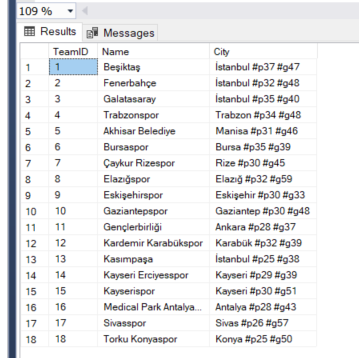 109 %
Results Messages
TeamID Name City
1 1 Beşiktaş İstanbul #p37 #g47
2 2 Fenerbahçe İstanbul #p32 #g48
3 3 Galatasaray İstanbul #p35 #g40
4 4 Trabzonspor Trabzon #p34 #g48
5 5 Akhisar Belediye Manisa #p31 #g46
6 6 Bursaspor Bursa #p35 #g39
7 7 Çaykur Rizespor Rize #p30 #g45
8 8 Elazığspor Elazığ #p32 #g59
9 9 Eskişehirspor Eskişehir #p30 #g33
10 10 Gaziantepspor Gaziantep #p30 #g48
11 11 Gençlerbirliği Ankara #p28 #g37
12 12 Kardemir Karabükspor Karabük #p32 #g39
13 13 Kasımpaşa İstanbul #p25 #g38
14 14 Kayseri Erciyesspor Kayseri #p29 #g39
15 15 Kayserispor Kayseri #p30 #g51
16 16 Medical Park Antalya... Antalya #p28 #g43
17 17 Sivasspor Sivas #p26 #g57
18 18 Torku Konyaspor Konya #p25 #g50